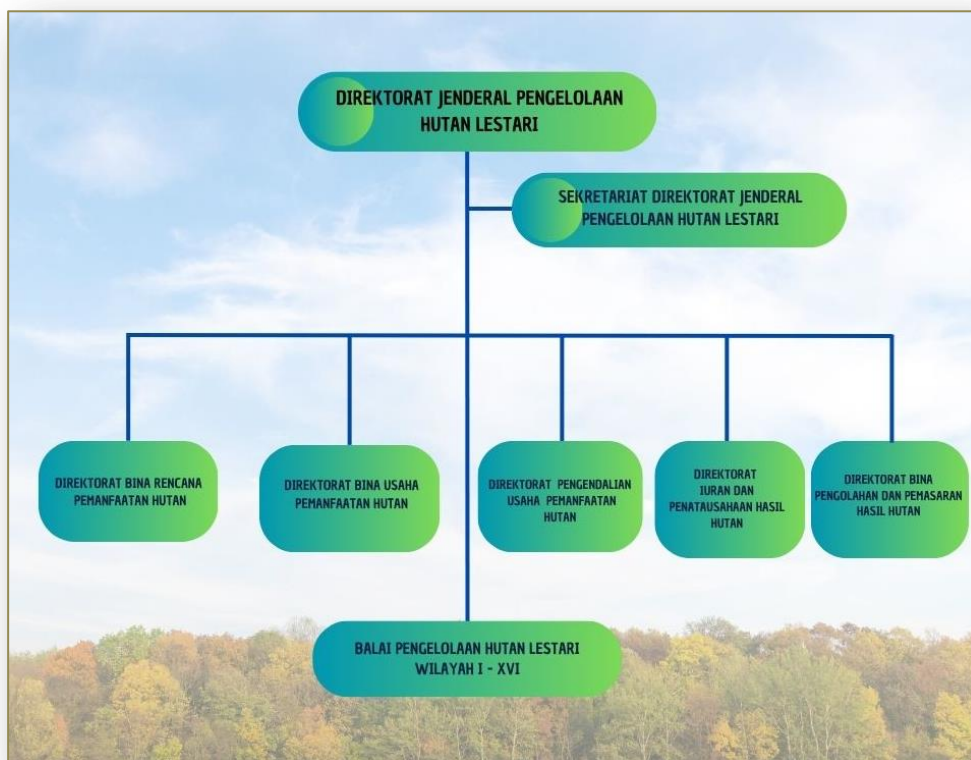 DIREKTORAT JENDERAL PENGELOLAAN
HUTAN LESTARI
SEKRETARIAT DIREKTORAT JENDERAL
PENGELOLAAN HUTAN LESTARI
DIREKTORAT BINA RENCANA
PEMANFAATAN HUTAN
DIREKTORAT BINA USAHA
PEMANFAATAN HUTAN
DIREKTORAT PENGENDALIAN
USAHA PEMANFAATAN
HUTAN
DIREKTORAT
IURAN DAN
PENATAUSAHAAN HASIL
HUTAN
DIREKTORAT BINA
PENGOLAHAN DAN PEMASARAN
HASIL HUTAN
BALAI PENGELOLAAN HUTAN LESTARI
WILAYAH I - XVI